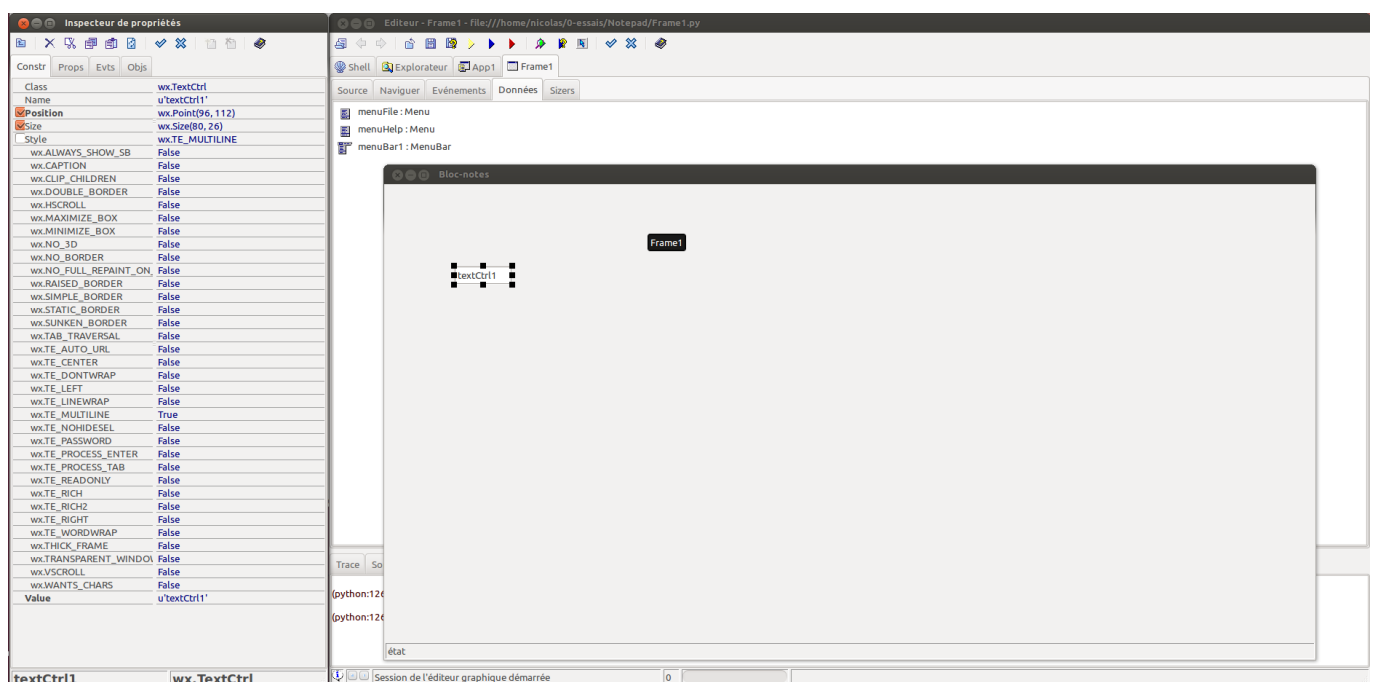 Inspecteur de propriétés
Constr Props Evts Objs
Class wx.TextCtrl
Name u'textCtrl1'
Position wx.Point(96, 112)
Size wx.Size(80, 26)
Style wx.TE_MULTILINE
wx.ALWAYS_SHOW_SB False
wx.CAPTION False
wx.CLIP_CHILDREN False
wx.DOUBLE_BORDER False
wx.HSCROLL False
wx.MAXIMIZE_BOX False
wx.MINIMIZE_BOX False
wx.NO_3D False
wx.NO_BORDER False
wx.NO_FULL_REPAINT_ON_ False
wx.RAISED_BORDER False
wx.SIMPLE_BORDER False
wx.STATIC_BORDER False
wx.SUNKEN_BORDER False
wx.TAB_TRAVERSAL False
wx.TE_AUTO_URL False
wx.TE_CENTER False
wx.TE_DONTWRAP False
wx.TE_LEFT False
wx.TE_LINEWRAP False
wx.TE_MULTILINE True
wx.TE_NOHIDESEL False
wx.TE_PASSWORD False
wx.TE_PROCESS_ENTER False
wx.TE_PROCESS_TAB False
wx.TE_READONLY False
wx.TE_RICH False
wx.TE_RICH2 False
wx.TE_RIGHT False
wx.TE_WORDWRAP False
wx.THICK_FRAME False
wx.TRANSPARENT_WINDOW False
wx.VSCROLL False
wx.WANTS_CHARS False
Value u'textCtrl1'
textCtrl1 wx.TextCtrl
Editeur - Frame1 - file:///home/nicolas/0-essais/Notepad/Frame1.py
Shell Explorateur App1 Frame1
Source Naviguer Evénements Données Sizers
menuFile : Menu
menuHelp : Menu
menuBar1 : MenuBar
Bloc-notes
Frame1
textCtrl1
état
Trace So
(python:126
(python:126
Session de l'éditeur graphique démarrée 0